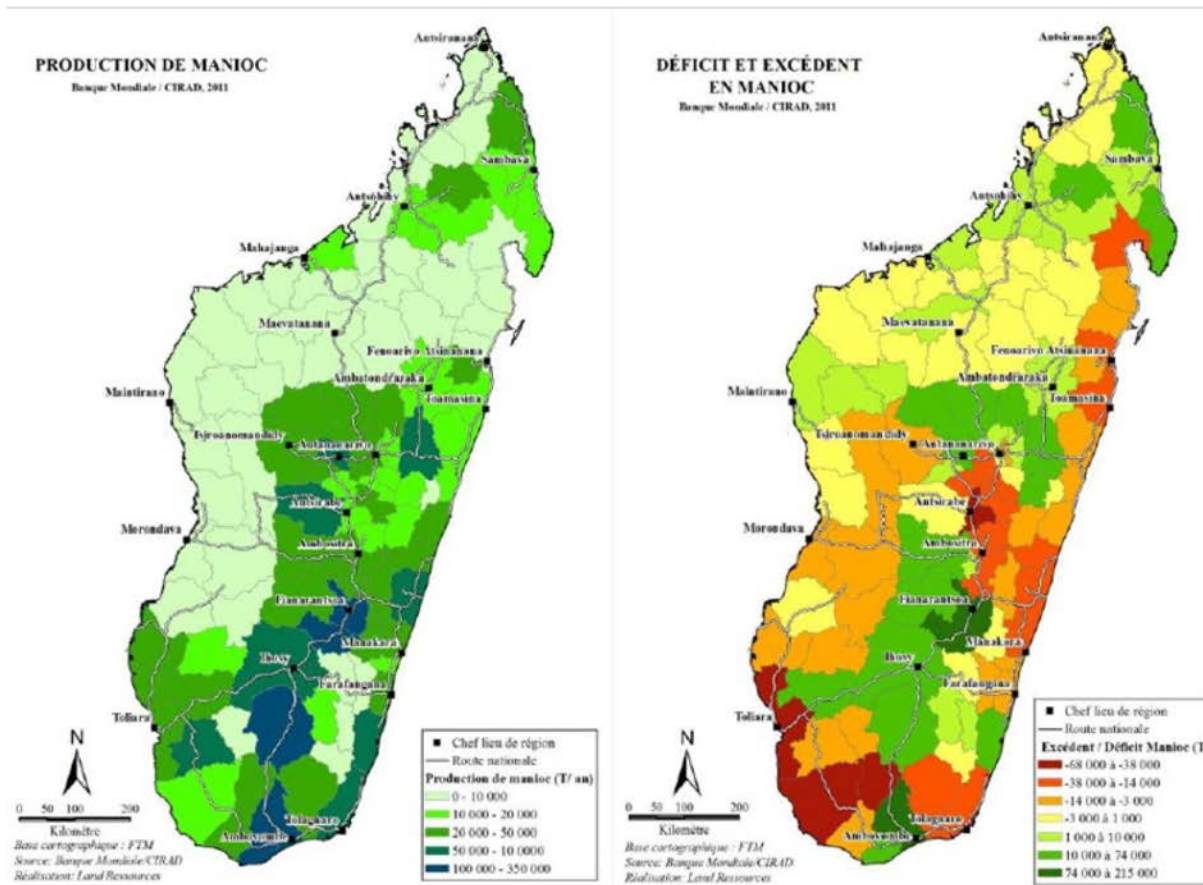 PRODUCTION DE MANIOC
Banque Mondiale / CIRAD, 2011
Antsiranana
Sambava
Antsohihy
Mahajanga
Maevatanana
Fenoarivo Atsinanana
Ambatondrazaka
Maintirano
Toamasina
Tsiroanomandidy
Antananarivo
Antsirabe
Morondava
Ambositra
Fianarantsoa
Manakara
Ihosy
Farafangana
Toliara
Tolagnaro
Ambovombe
N
0 100 200
Kilomètre
Base cartographique : FTM
Source: Banque Mondiale/CIRAD
Réalisation: Land Ressources
Chef lieu de région
Route nationale
Production de manioc (T/ an)
0 - 10 000
10 000 - 20 000
20 000 - 50 000
50 000 - 10 0000
100 000 - 350 000
DÉFICIT ET EXCÉDENT
EN MANIOC
Banque Mondiale / CIRAD, 2011
Antsiranana
Sambava
Antsohihy
Mahajanga
Maevatanana
Fenoarivo Atsinanana
Ambatondrazaka
Maintirano
Toamasina
Tsiroanomandidy
Antananarivo
Antsirabe
Morondava
Ambositra
Fianarantsoa
Manakara
Ihosy
Farafangana
Toliara
Tolagnaro
Ambovombe
N
0 100 200
Kilomètre
Base cartographique : FTM
Source: Banque Mondiale/CIRAD
Réalisation: Land Ressources
Chef lieu de région
Route nationale
Excédent / Déficit Manioc (T
-68 000 à -38 000
-38 000 à -14 000
-14 000 à -3 000
-3 000 à 1 000
1 000 à 10 000
10 000 à 74 000
74 000 à 215 000